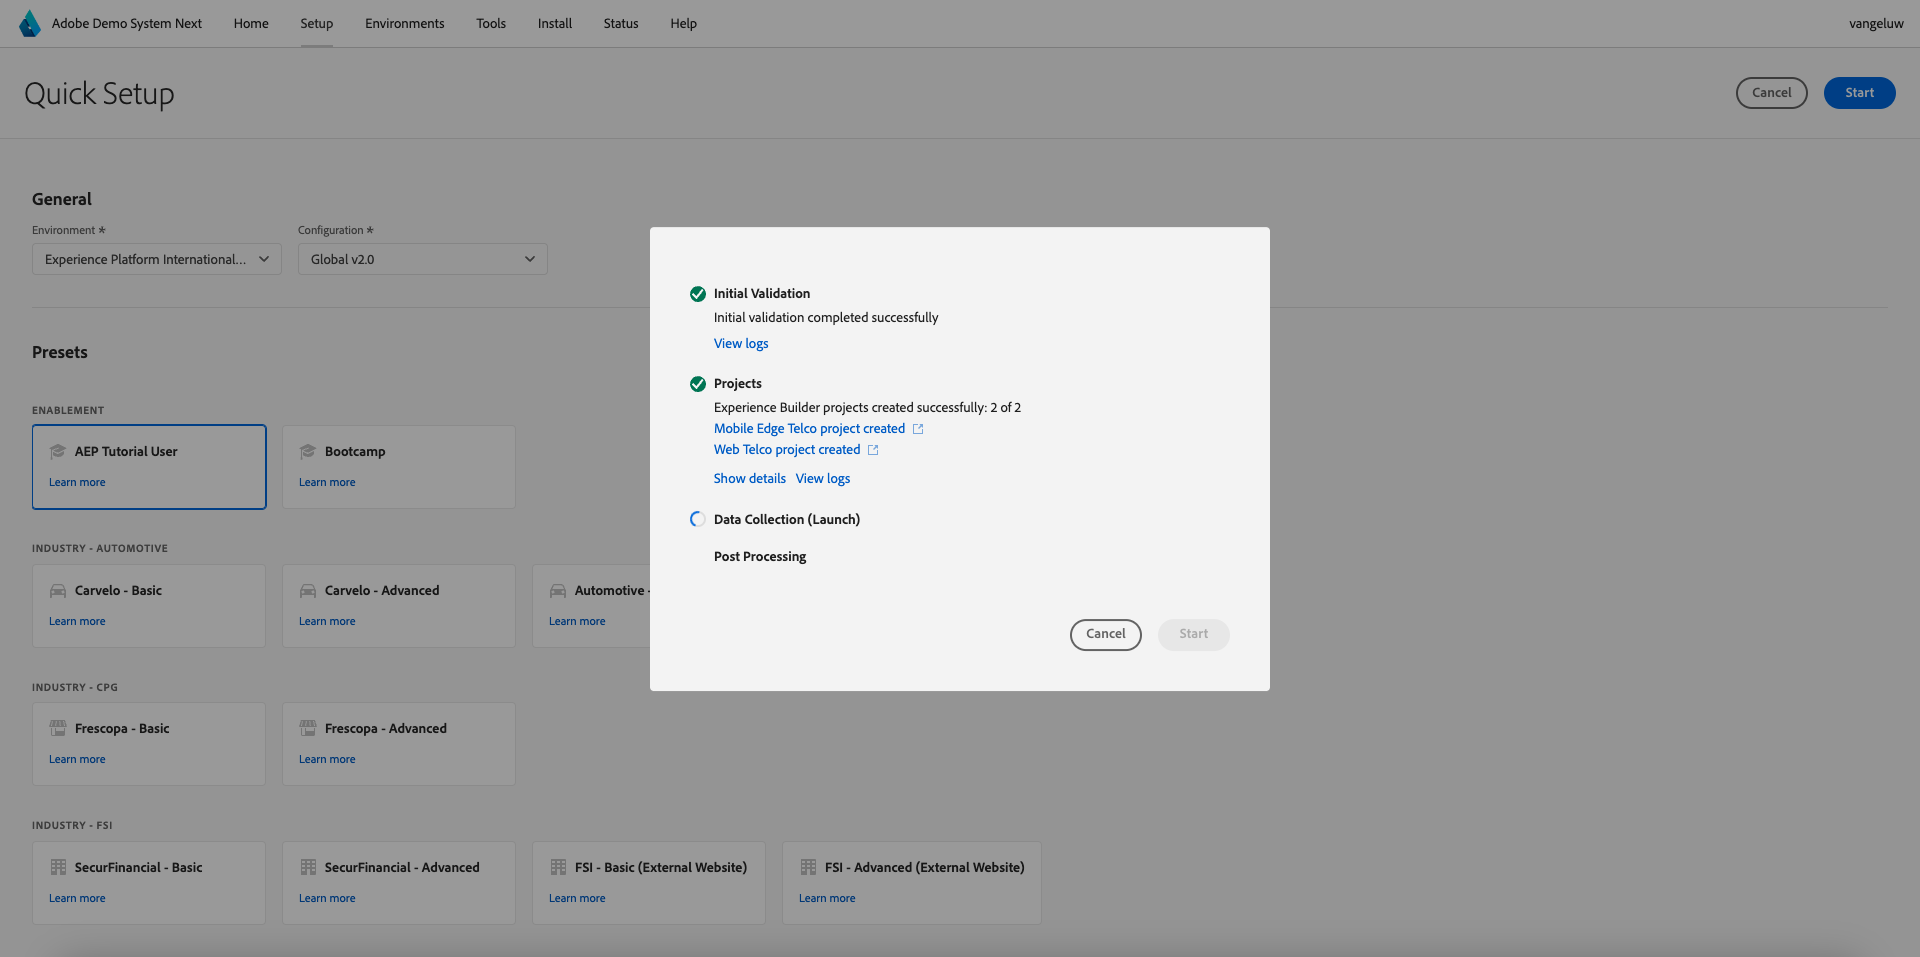 Adobe Demo System Next
Home
Setup
Environments
Tools
Install
Status
Help
vangeluw
Quick Setup
Cancel
Start
General
Environment *
Configuration *
Experience Platform International...
Global v2.0
Presets
ENABLEMENT
AEP Tutorial User
Learn more
Bootcamp
Learn more
INDUSTRY - AUTOMOTIVE
Carvelo - Basic
Learn more
Carvelo - Advanced
Learn more
Automotive -
Learn more
INDUSTRY - CPG
Frescopa - Basic
Learn more
Frescopa - Advanced
Learn more
INDUSTRY - FSI
SecurFinancial - Basic
Learn more
SecurFinancial - Advanced
Learn more
FSI - Basic (External Website)
Learn more
FSI - Advanced (External Website)
Learn more
Initial Validation
Initial validation completed successfully
View logs
Projects
Experience Builder projects created successfully: 2 of 2
Mobile Edge Telco project created
Web Telco project created
Show details View logs
Data Collection (Launch)
Post Processing
Cancel
Start